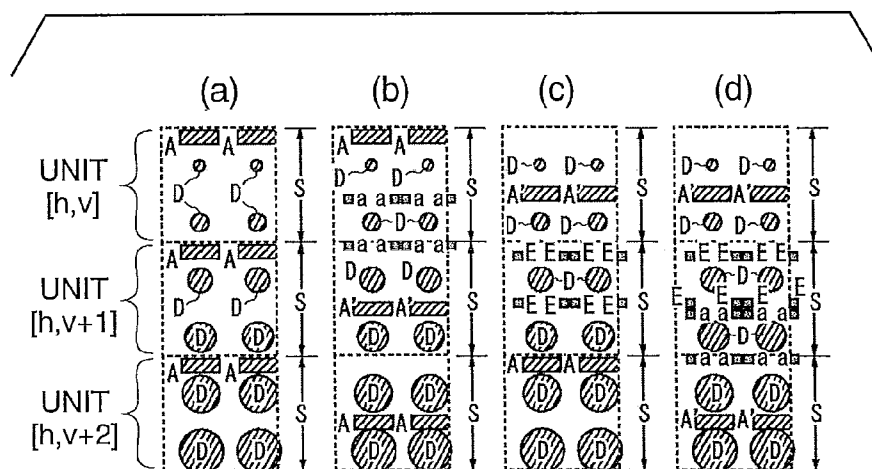 (a) (b) (c) (d)
UNIT [h,v]
A A S A A S S S
D D D D~ D~ D~ D~
D a a a a A' A' A' A'
~D~ D~ D~ D~ D~
a a a a
UNIT [h,v+1]
A A S D D S E E E E S E E E E S
D D A' A' ~D~ ~D~
E E E E E E E
a a a a
D D D D D D ~D~
a a a a
UNIT [h,v+2]
A A S S A A S S
D D D D D D D D
A A A' A'
D D D D D D D D